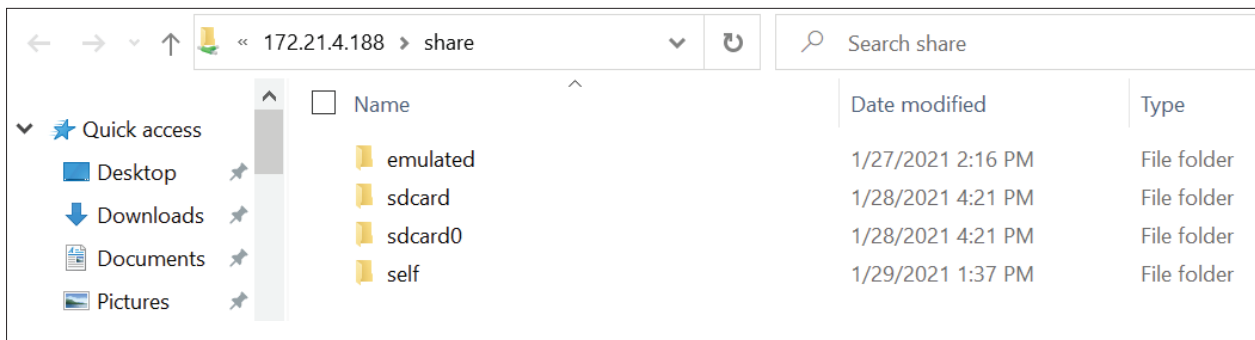 « 172.21.4.188 > share Search share
Name Date modified Type
Quick access
Desktop
Downloads
Documents
Pictures
emulated 1/27/2021 2:16 PM File folder
sdcard 1/28/2021 4:21 PM File folder
sdcard0 1/28/2021 4:21 PM File folder
self 1/29/2021 1:37 PM File folder